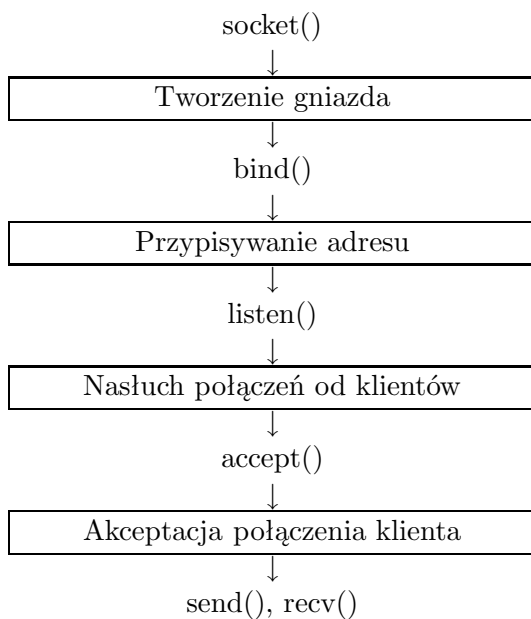 socket()
Tworzenie gniazda
bind()
Przypisywanie adresu
listen()
Nasłuch połączeń od klientów
accept()
Akceptacja połączenia klienta
send(), recv()